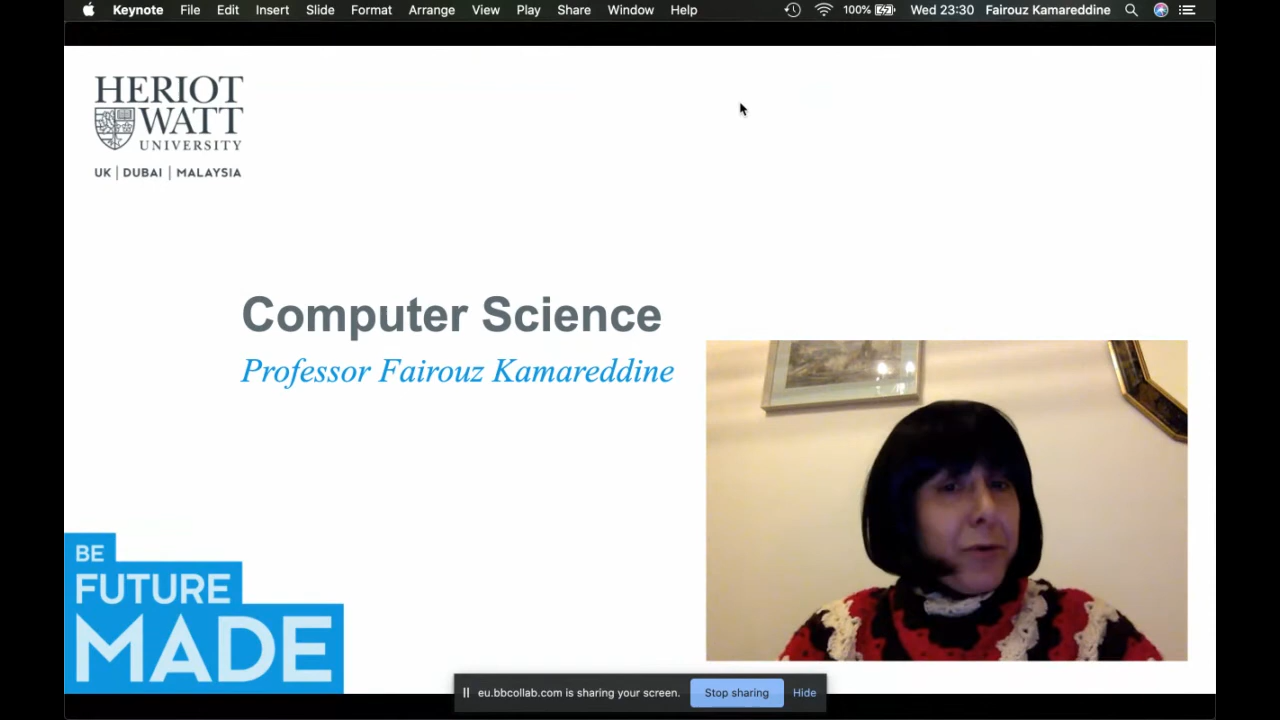 Keynote File Edit Insert Slide Format Arrange View Play Share Window Help 100% Wed 23:30 Fairouz Kamareddine
HERIOT
WATT
UNIVERSITY
UK | DUBAI | MALAYSIA
Computer Science
Professor Fairouz Kamareddine
BE
FUTURE
MADE
eu.bbcollab.com is sharing your screen. Stop sharing Hide